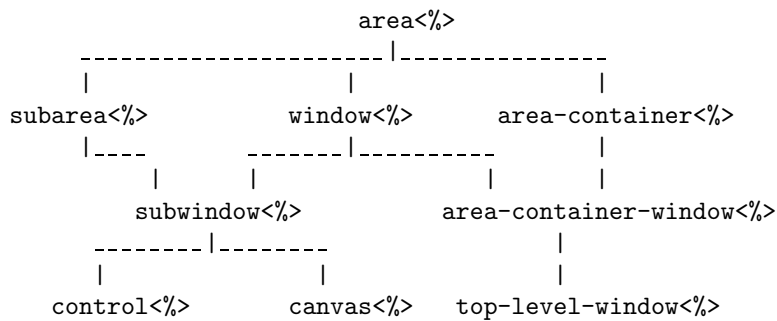 area<%>
subarea<%> window<%> area-container<%>
subwindow<%> area-container-window<%>
control<%> canvas<%> top-level-window<%>